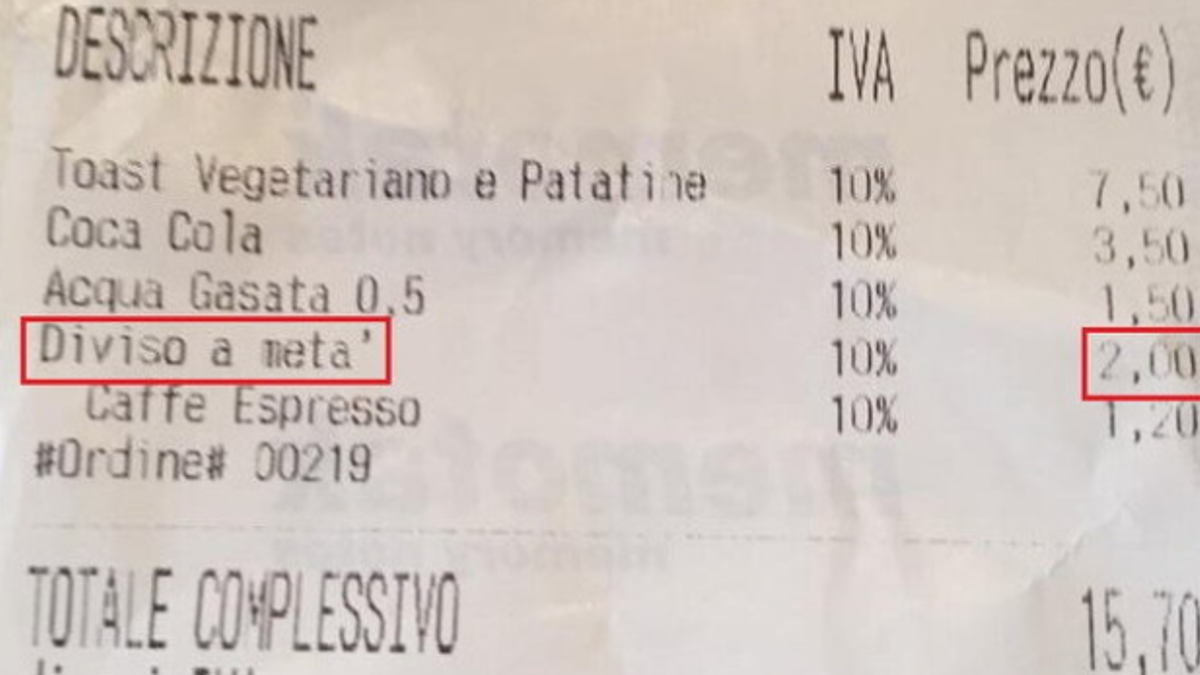 DESCRIZIONE IVA Prezzo(€)
Toast Vegetariano e Patatine 10% 7,50
Coca Cola 10% 3,50
Acqua Gasata 0,5 10% 1,50
Diviso a meta' 10% 2,00
Caffe Espresso 10% 1,20
#Ordine# 00219
TOTALE COMPLESSIVO 15,70